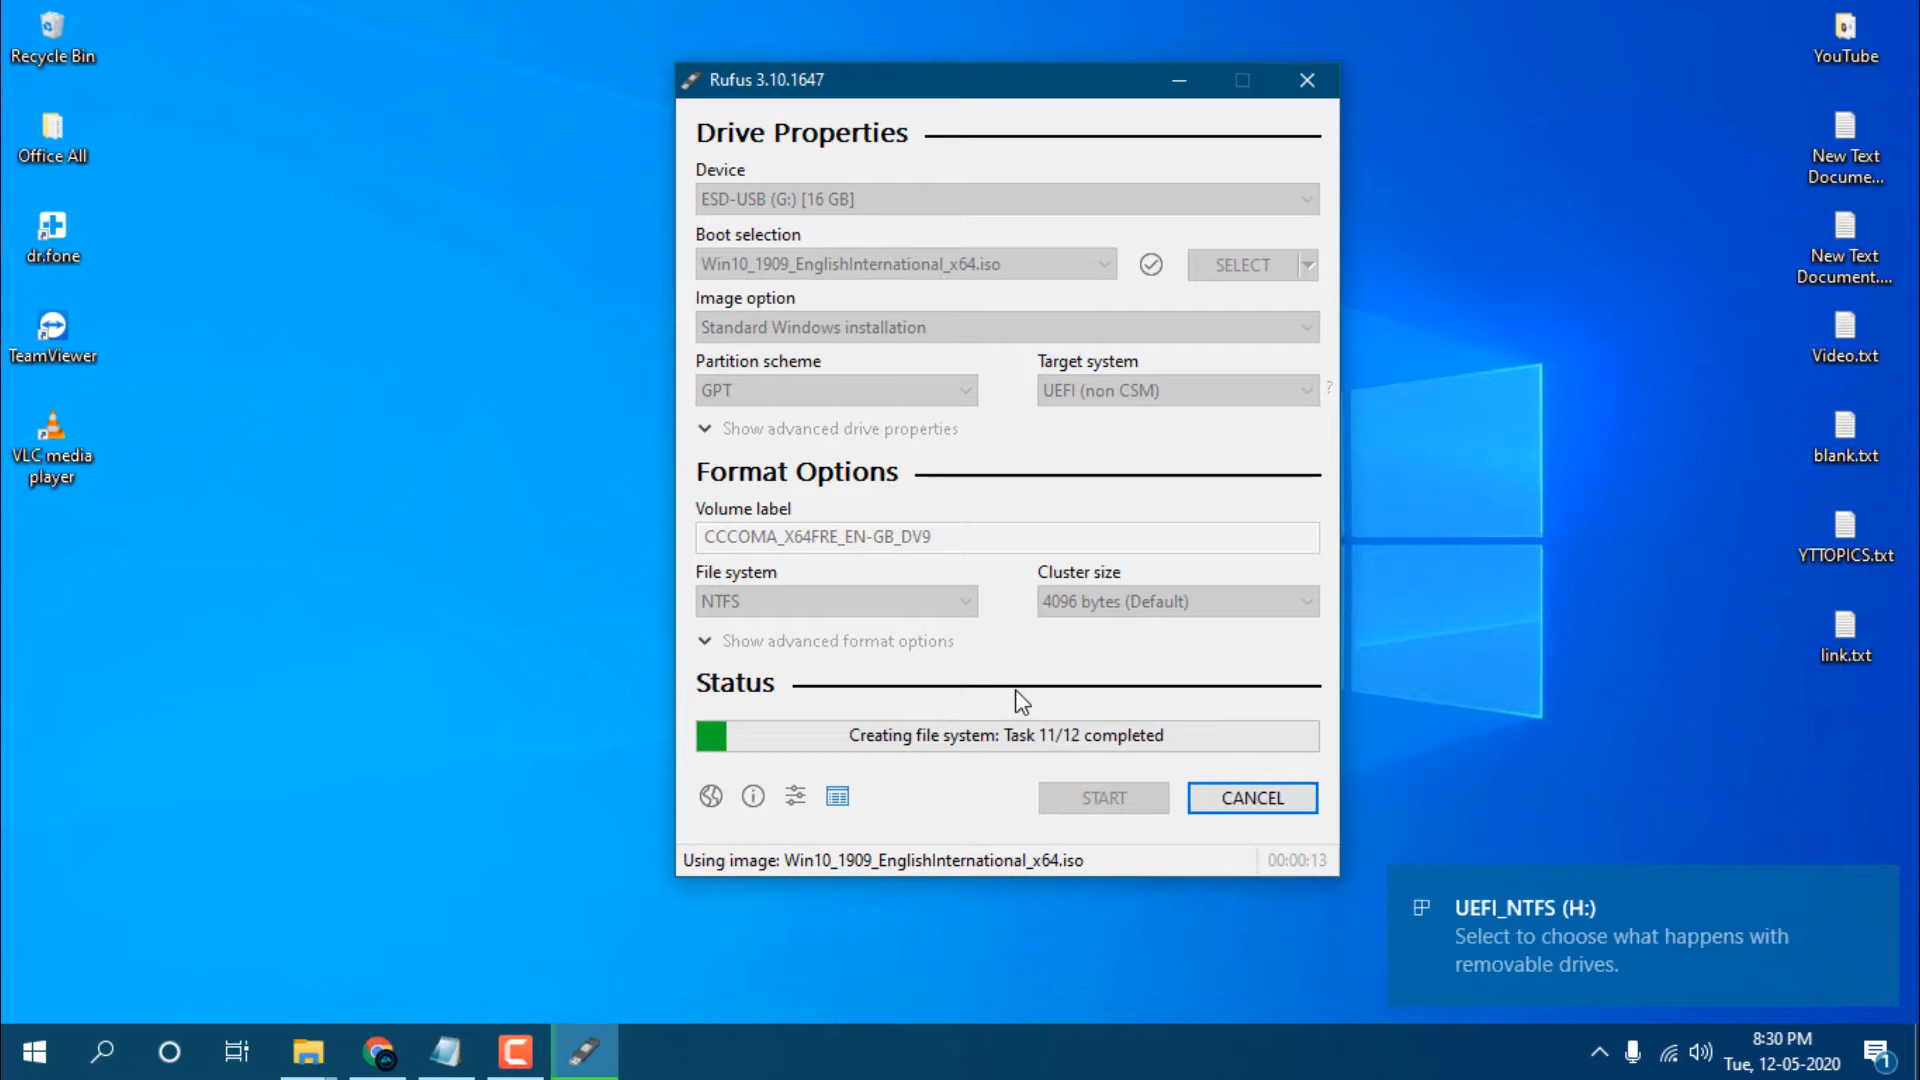 Recycle Bin
Office All
dr.fone
TeamViewer
VLC media
player
Rufus 3.10.1647
Drive Properties
Device
ESD-USB (G:) [16 GB]
Boot selection
Win10_1909_EnglishInternational_x64.iso
SELECT
Image option
Standard Windows installation
Partition scheme
Target system
GPT
UEFI (non CSM)
?
Show advanced drive properties
Format Options
Volume label
CCCOMA_X64FRE_EN-GB_DV9
File system
Cluster size
NTFS
4096 bytes (Default)
Show advanced format options
Status
Creating file system: Task 11/12 completed
START
CANCEL
Using image: Win10_1909_EnglishInternational_x64.iso
00:00:13
YouTube
New Text
Docume...
New Text
Document....
Video.txt
blank.txt
YTTOPICS.txt
link.txt
UEFI_NTFS (H:)
Select to choose what happens with
removable drives.
8:30 PM
Tue, 12-05-2020
1